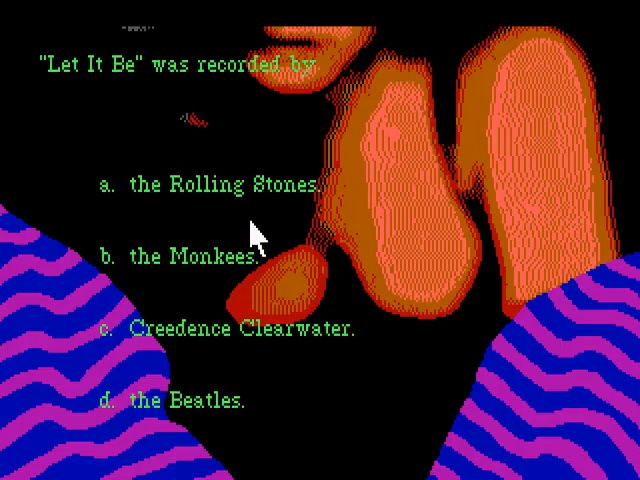 "Let It Be" was recorded by
a. the Rolling Stones.
b. the Monkees.
c. Creedence Clearwater.
d. the Beatles.